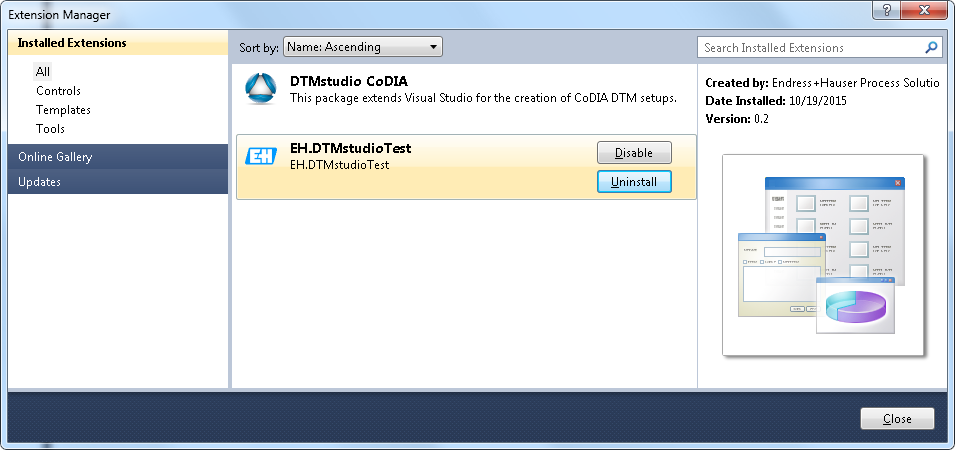 Extension Manager
?
Installed Extensions
All
Controls
Templates
Tools
Online Gallery
Updates
Sort by: Name: Ascending
DTMstudio CoDIA
This package extends Visual Studio for the creation of CoDIA DTM setups.
EH
EH.DTMstudioTest
EH.DTMstudioTest
Disable
Uninstall
Search Installed Extensions
Created by: Endress+Hauser Process Solutio
Date Installed: 10/19/2015
Version: 0.2
Close